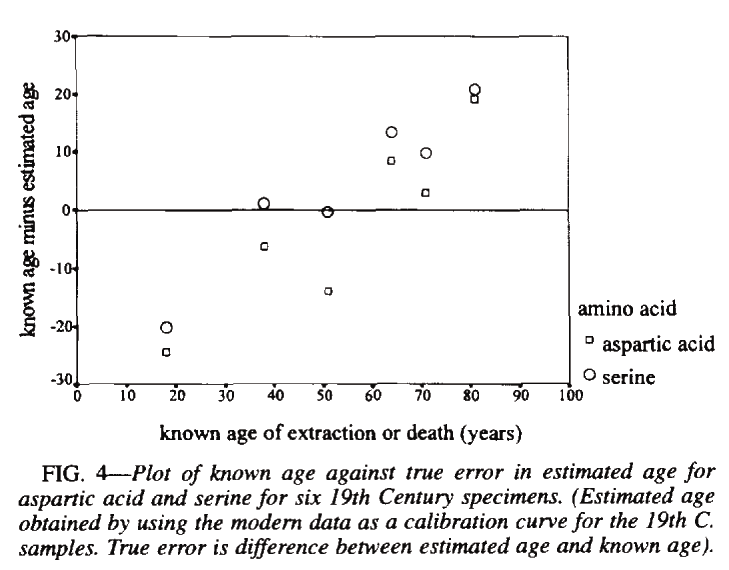 30
20
10
0
-10
-20
-30
0 10 20 30 40 50 60 70 80 90 100
known age minus estimated age
known age of extraction or death (years)
amino acid
aspartic acid
serine
FIG. 4—Plot of known age against true error in estimated age for
aspartic acid and serine for six 19th Century specimens. (Estimated age
obtained by using the modern data as a calibration curve for the 19th C.
samples. True error is difference between estimated age and known age).